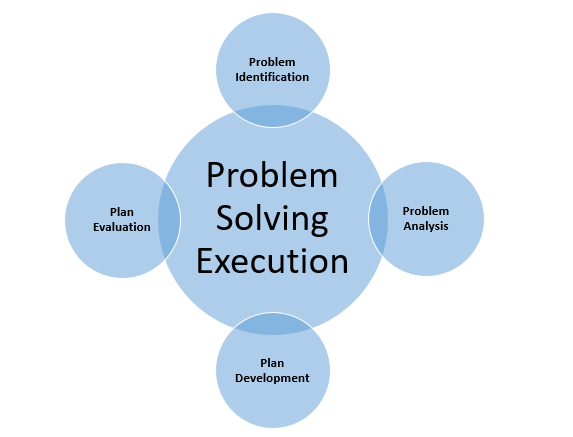 Problem
Identification
Problem
Solving
Execution
Plan
Evaluation
Problem
Analysis
Plan
Development